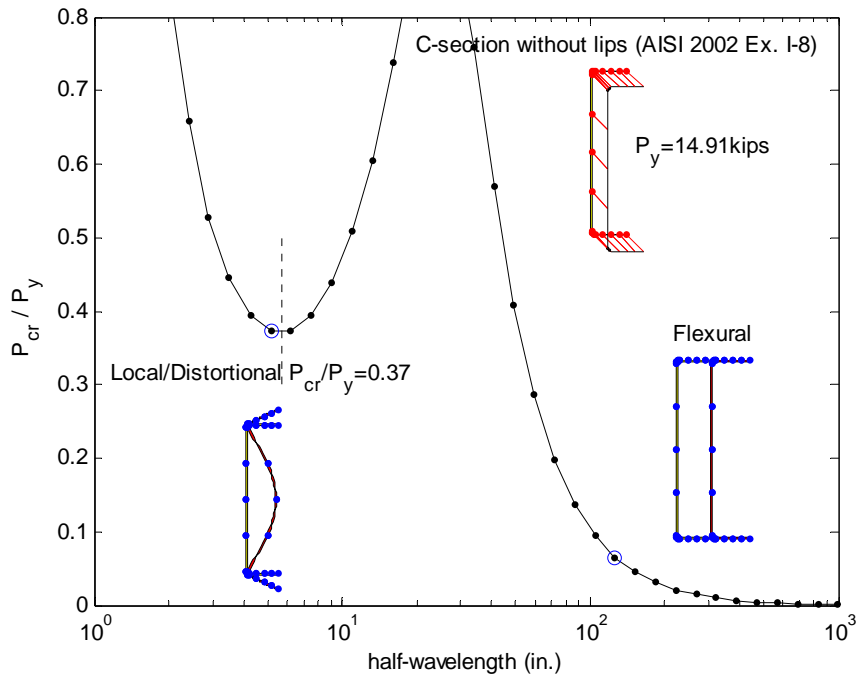 C-section without lips (AISI 2002 Ex. I-8)
P_y=14.91kips
Flexural
Local/Distortional P_cr/P_y=0.37
P_cr / P_y
0.8
0.7
0.6
0.5
0.4
0.3
0.2
0.1
0
10^0
10^1
10^2
10^3
half-wavelength (in.)